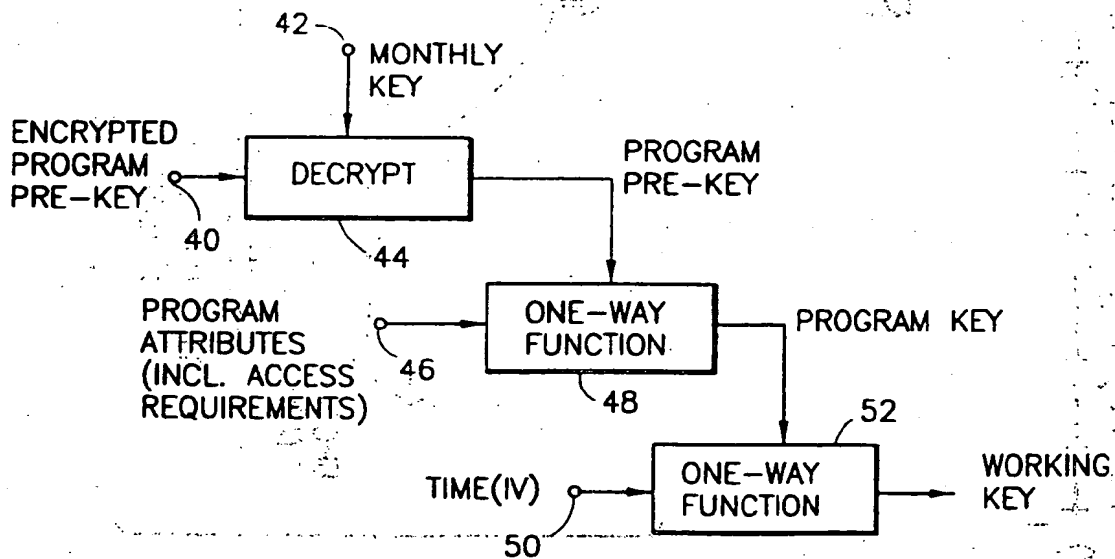 42
MONTHLY
KEY
ENCRYPTED
PROGRAM
PRE-KEY
40
DECRYPT
44
PROGRAM
PRE-KEY
PROGRAM
ATTRIBUTES
(INCL. ACCESS
REQUIREMENTS)
46
ONE-WAY
FUNCTION
48
PROGRAM KEY
TIME(IV)
50
52
ONE-WAY
FUNCTION
WORKING
KEY